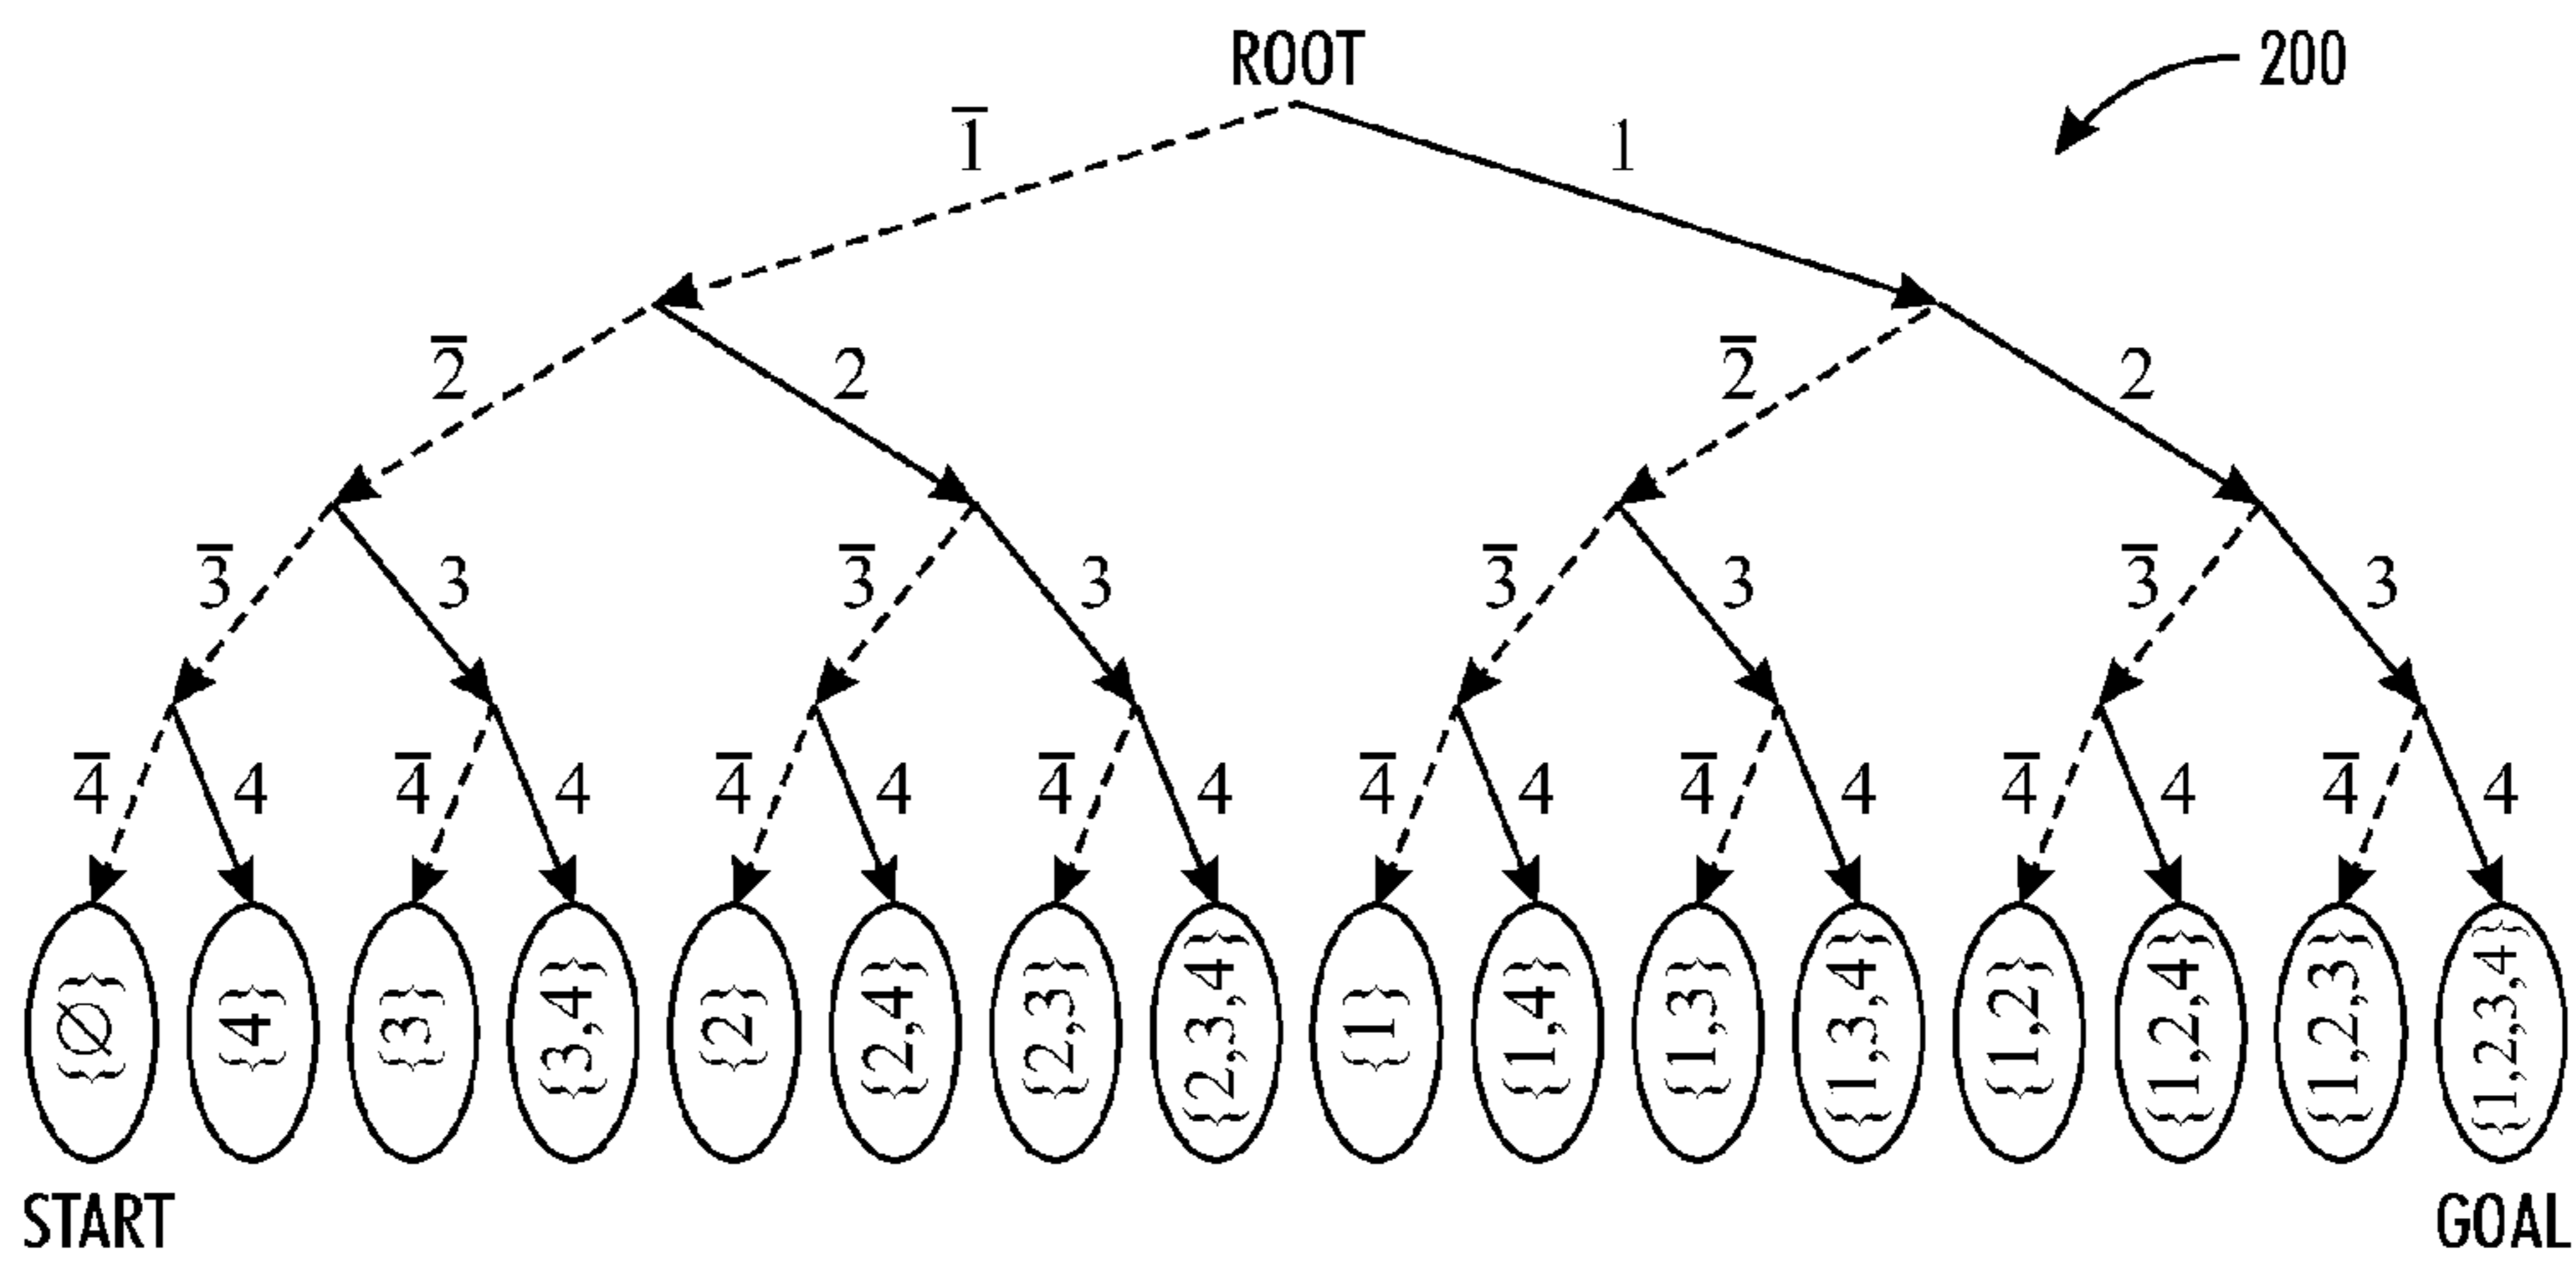 ROOT
200
1̅ 1
2̅ 2 2̅ 2
3̅ 3 3̅ 3 3̅ 3 3̅ 3
4̅ 4 4̅ 4 4̅ 4 4̅ 4 4̅ 4 4̅ 4 4̅ 4 4̅ 4
{∅} {4} {3} {3,4} {2} {2,4} {2,3} {2,3,4} {1} {1,4} {1,3} {1,3,4} {1,2} {1,2,4} {1,2,3} {1,2,3,4}
START GOAL